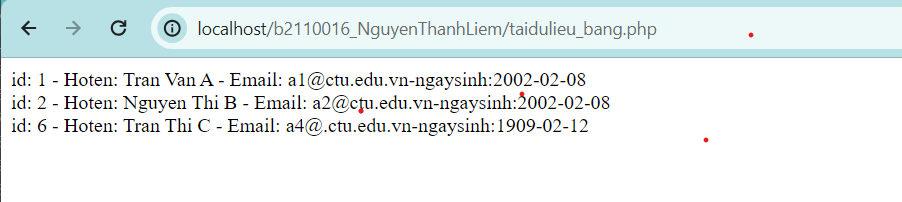 localhost/b2110016_NguyenThanhLiem/taidulieu_bang.php
id: 1 - Hoten: Tran Van A - Email: a1@ctu.edu.vn-ngaysinh:2002-02-08
id: 2 - Hoten: Nguyen Thi B - Email: a2@ctu.edu.vn-ngaysinh:2002-02-08
id: 6 - Hoten: Tran Thi C - Email: a4@.ctu.edu.vn-ngaysinh:1909-02-12